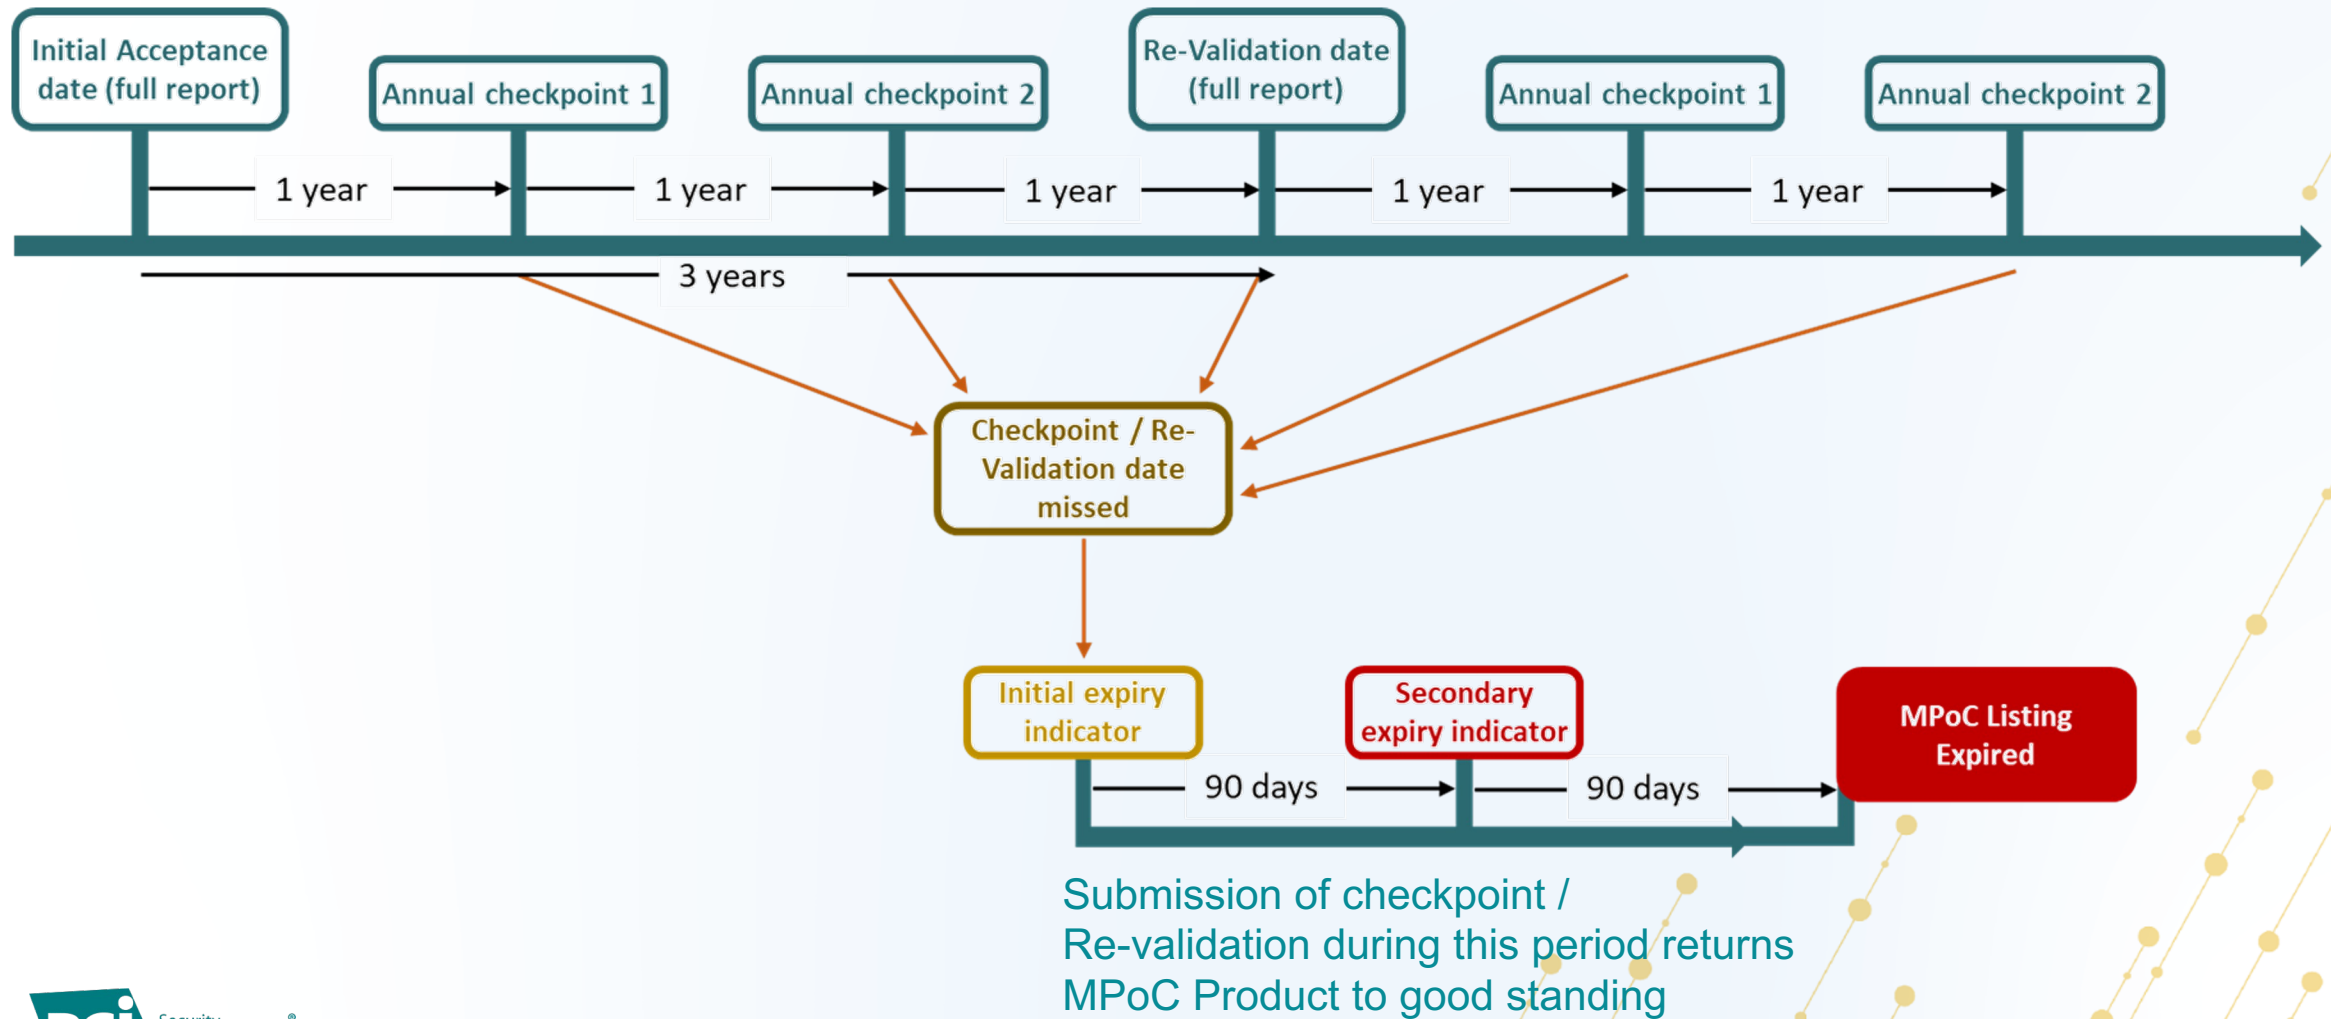 Initial Acceptance
date (full report)
Annual checkpoint 1
Annual checkpoint 2
Re-Validation date
(full report)
Annual checkpoint 1
Annual checkpoint 2
1 year
1 year
1 year
1 year
1 year
3 years
Checkpoint / Re-
Validation date
missed
Initial expiry
indicator
Secondary
expiry indicator
MPoC Listing
Expired
90 days
90 days
Submission of checkpoint /
Re-validation during this period returns
MPoC Product to good standing
PCi
Security
®